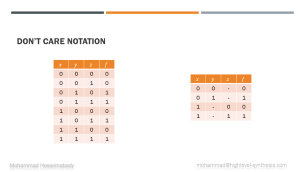 DON'T CARE NOTATION
x y s f
0 0 0 0
0 0 1 0
0 1 0 1
0 1 1 1
1 0 0 0
1 0 1 1
1 1 0 0
1 1 1 1
x y s f
0 0 - 0
0 1 - 1
1 - 0 0
1 - 1 1
Mohammad Hosseinabady
mohammad@highlevel-synthesis.com